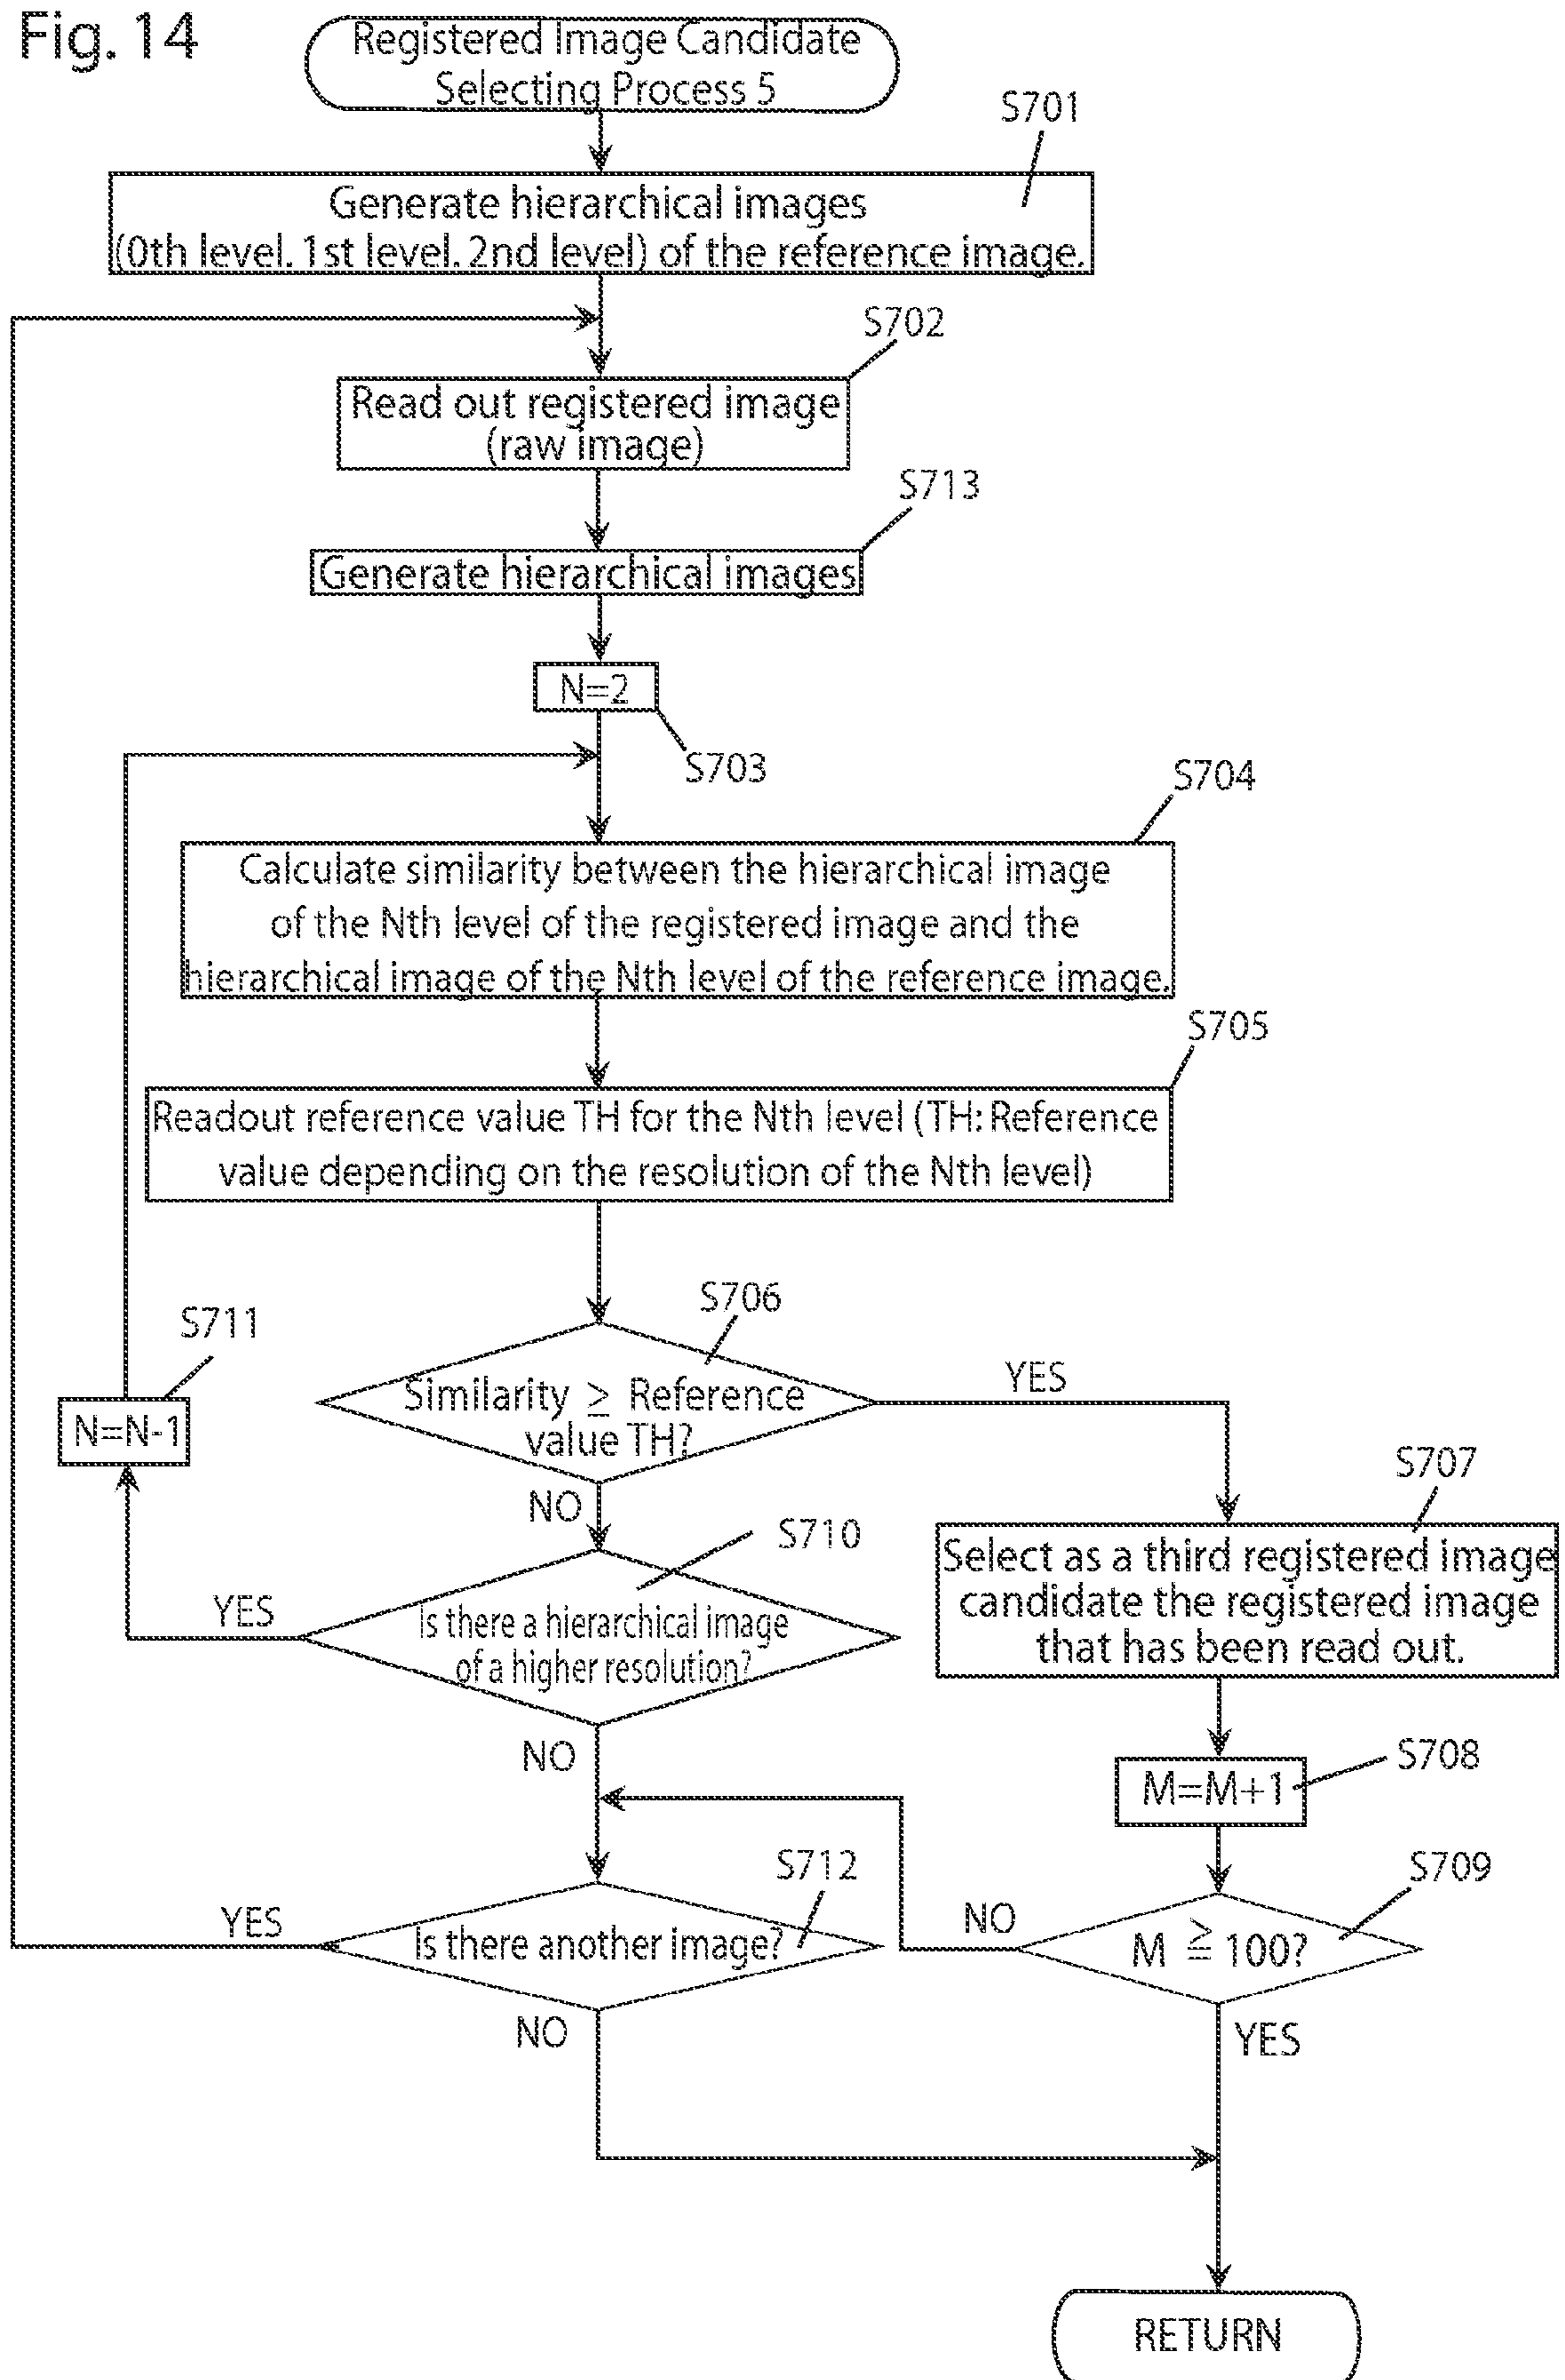 Fig. 14
Registered Image Candidate
Selecting Process 5
S701
Generate hierarchical images
(0th level. 1st level. 2nd level) of the reference image.
S702
Read out registered image
(raw image)
S713
Generate hierarchical images
N=2
S703
S704
Calculate similarity between the hierarchical image
of the Nth level of the registered image and the
hierarchical image of the Nth level of the reference image.
S705
Readout reference value TH for the Nth level (TH: Reference
value depending on the resolution of the Nth level)
S706
S711
Similarity ≥ Reference
value TH?
YES
N=N-1
NO
S707
S710
Select as a third registered image
candidate the registered image
that has been read out.
YES
Is there a hierarchical image
of a higher resolution?
NO
S708
M=M+1
S712
S709
YES
Is there another image?
NO
M ≧ 100?
NO
YES
RETURN